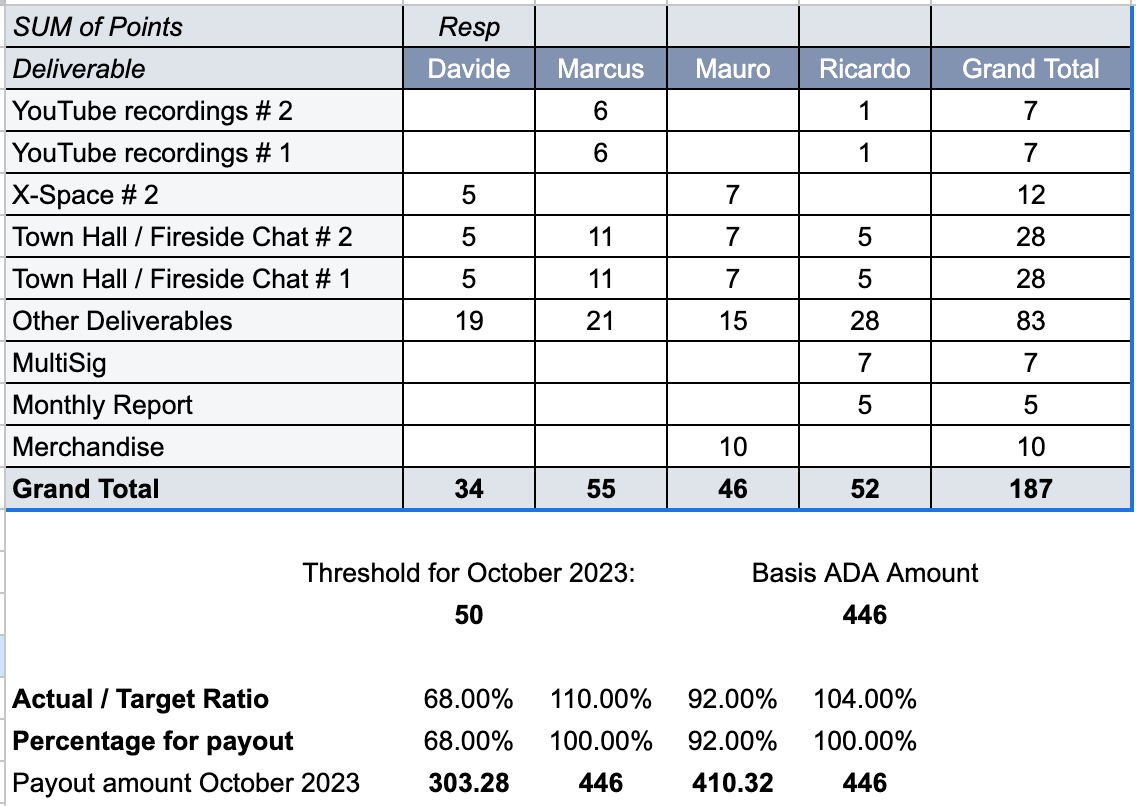 SUM of Points Resp
Deliverable Davide Marcus Mauro Ricardo Grand Total
YouTube recordings # 2 6 1 7
YouTube recordings # 1 6 1 7
X-Space # 2 5 7 12
Town Hall / Fireside Chat # 2 5 11 7 5 28
Town Hall / Fireside Chat # 1 5 11 7 5 28
Other Deliverables 19 21 15 28 83
MultiSig 7 7
Monthly Report 5 5
Merchandise 10 10
Grand Total 34 55 46 52 187
Threshold for October 2023: Basis ADA Amount
50 446
Actual / Target Ratio 68.00% 110.00% 92.00% 104.00%
Percentage for payout 68.00% 100.00% 92.00% 100.00%
Payout amount October 2023 303.28 446 410.32 446